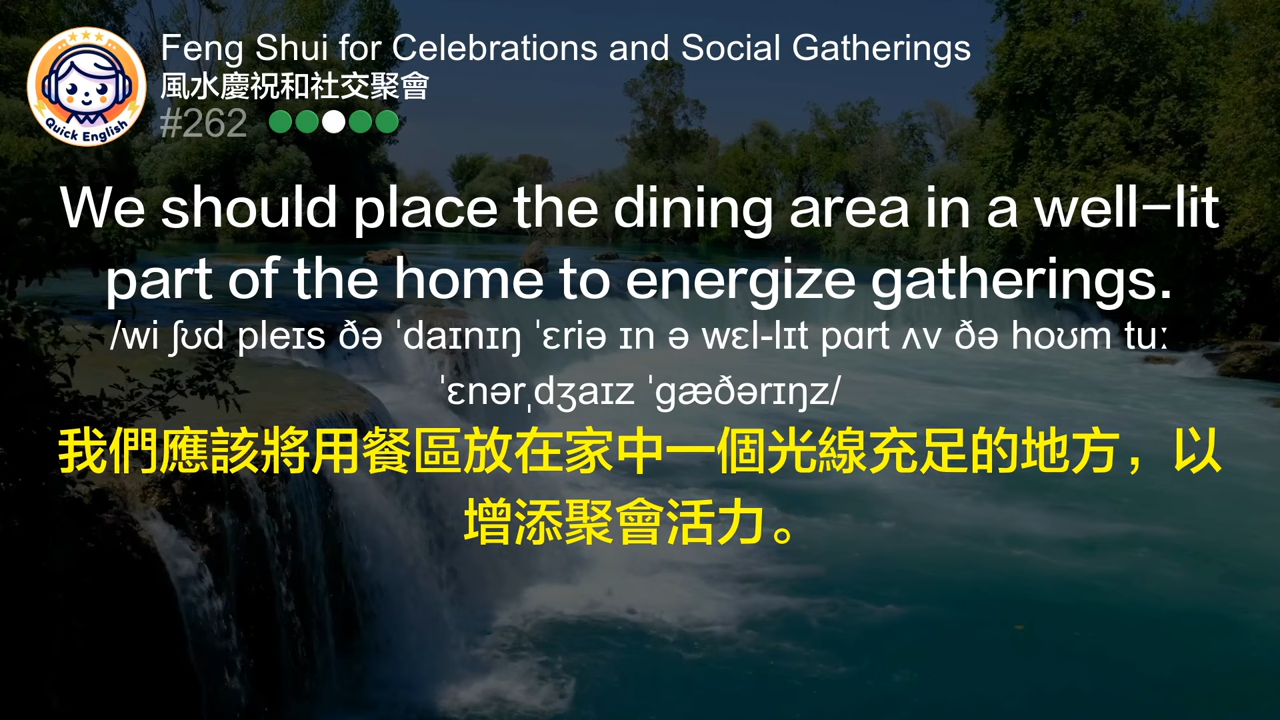 Feng Shui for Celebrations and Social Gatherings
風水慶祝和社交聚會
#262
Quick English
We should place the dining area in a well-lit
part of the home to energize gatherings.
/wi ʃʊd pleɪs ðə ˈdaɪnɪŋ ˈɛriə ɪn ə wɛl-lɪt pɑrt ʌv ðə hoʊm tuː
ˈɛnərˌdʒaɪz ˈɡæðərɪŋz/
我們應該將用餐區放在家中一個光線充足的地方，以
增添聚會活力。